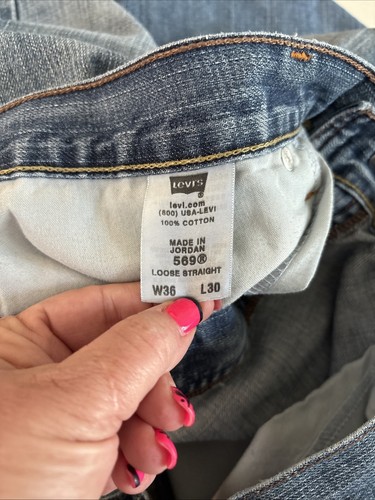 LEVI'S
®
levi.com
(800) USA-LEVI
100% COTTON
MADE IN
JORDAN
569®
LOOSE STRAIGHT
W36 L30